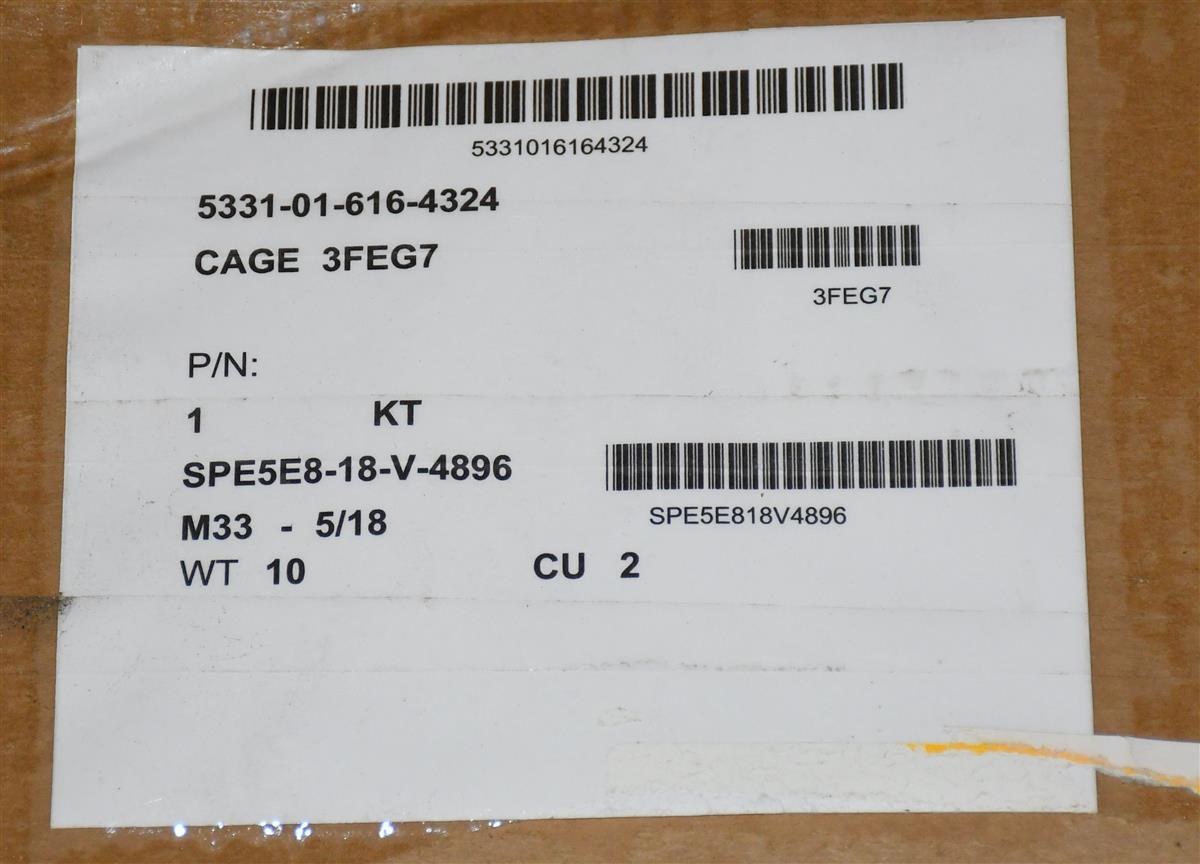 5331016164324
5331-01-616-4324
CAGE 3FEG7
3FEG7
P/N:
1 KT
SPE5E8-18-V-4896
SPE5E818V4896
M33 - 5/18
WT 10 CU 2